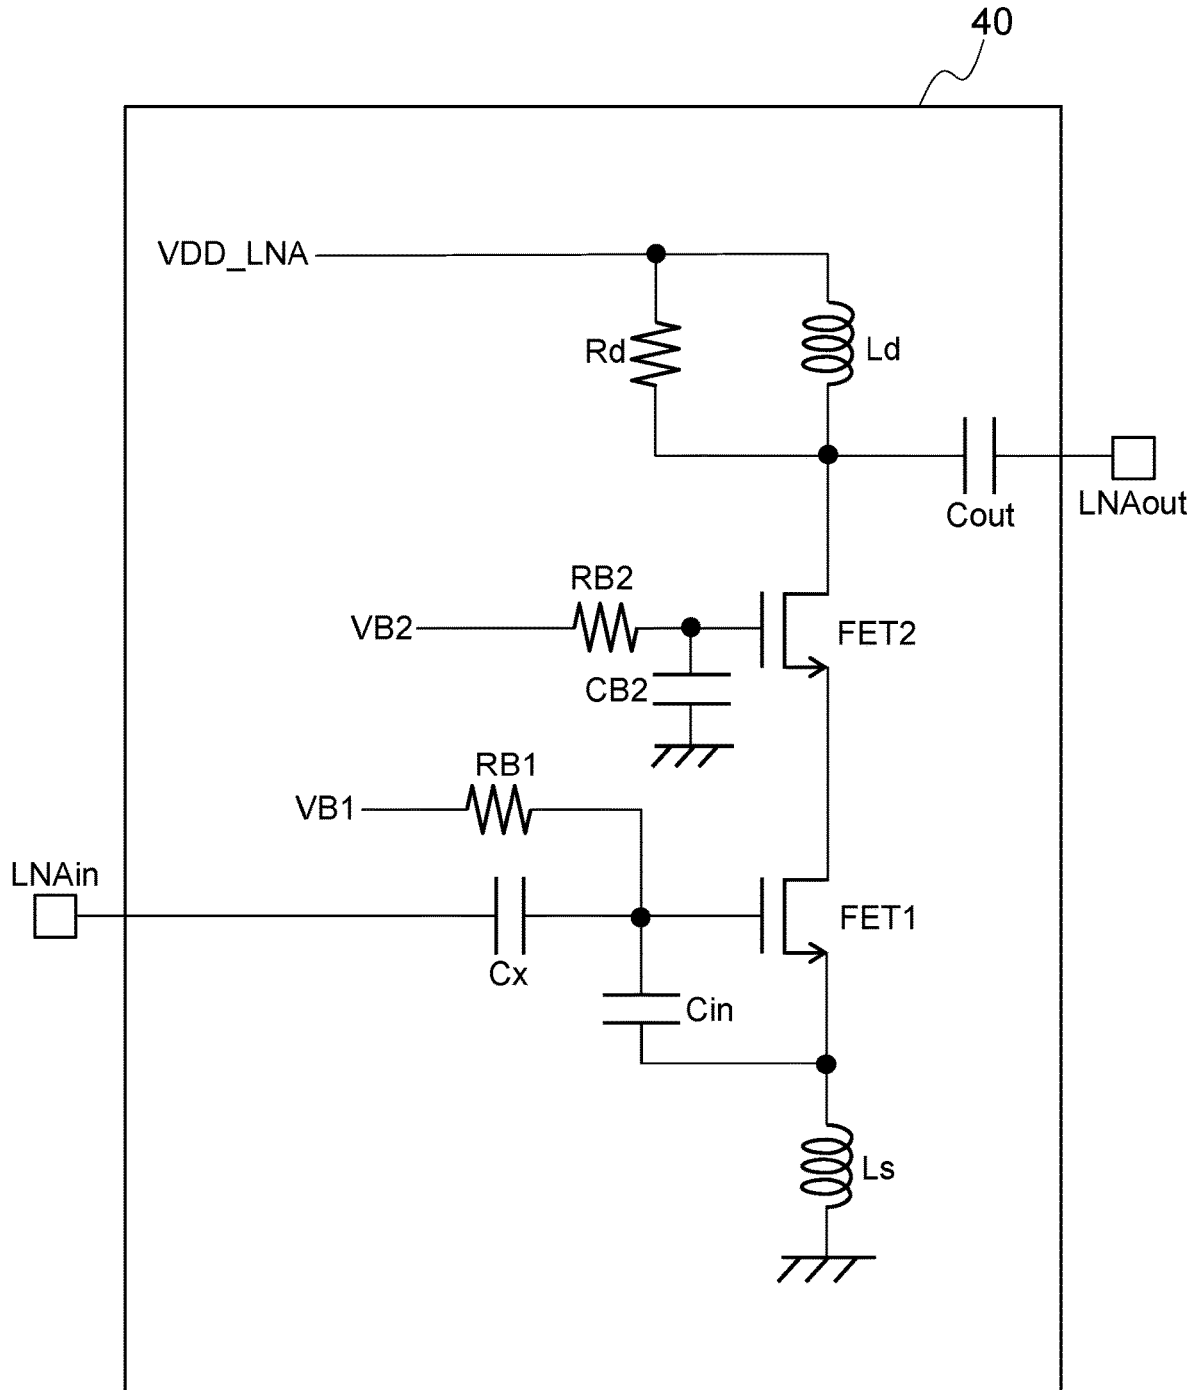 40
VDD_LNA
Rd
Ld
Cout
LNAout
RB2
VB2
FET2
CB2
RB1
VB1
LNAin
FET1
Cx
Cin
Ls